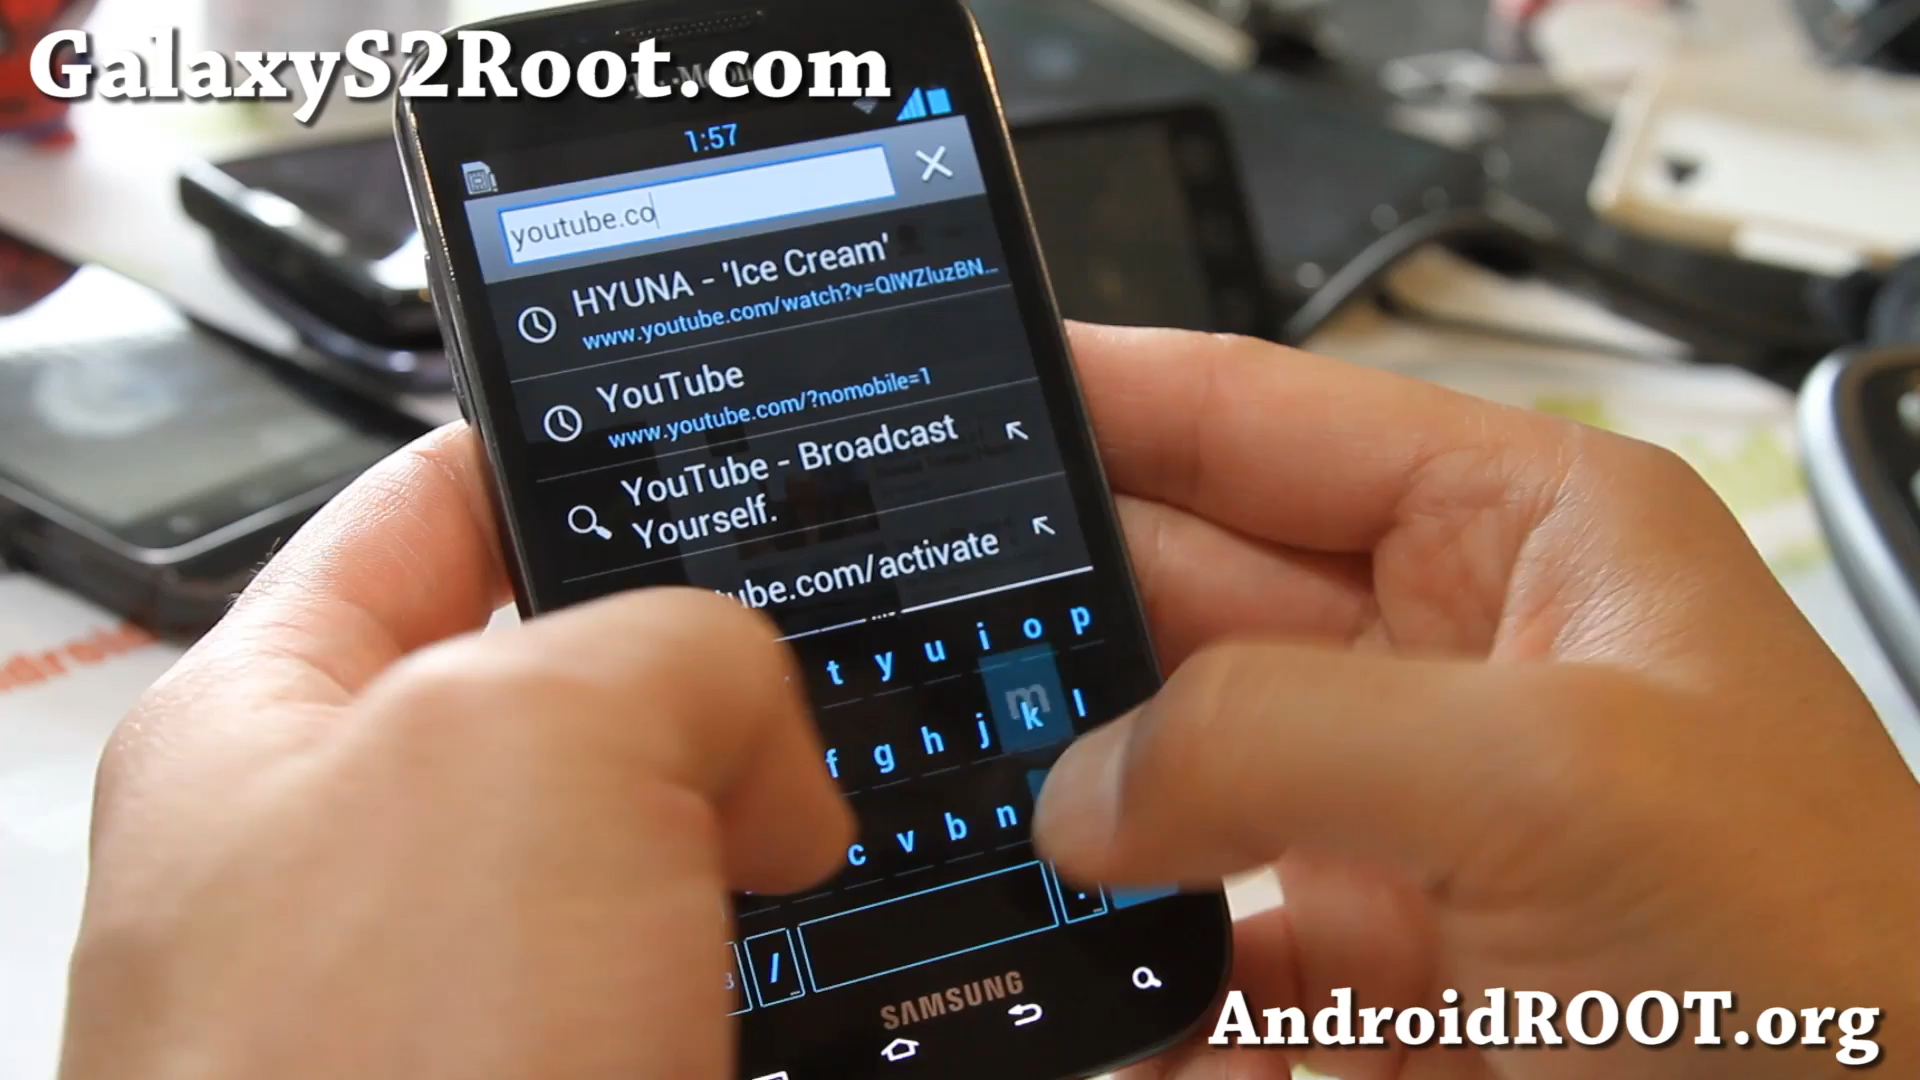 GalaxyS2Root.com
1:57
youtube.co
HYUNA - 'Ice Cream'
www.youtube.com/watch?v=QIWZluzBN...
YouTube
www.youtube.com/?nomobile=1
YouTube - Broadcast
Yourself.
tube.com/activate
t y u i o p
m
f g h j k l
c v b n
/ .
SAMSUNG
AndroidROOT.org